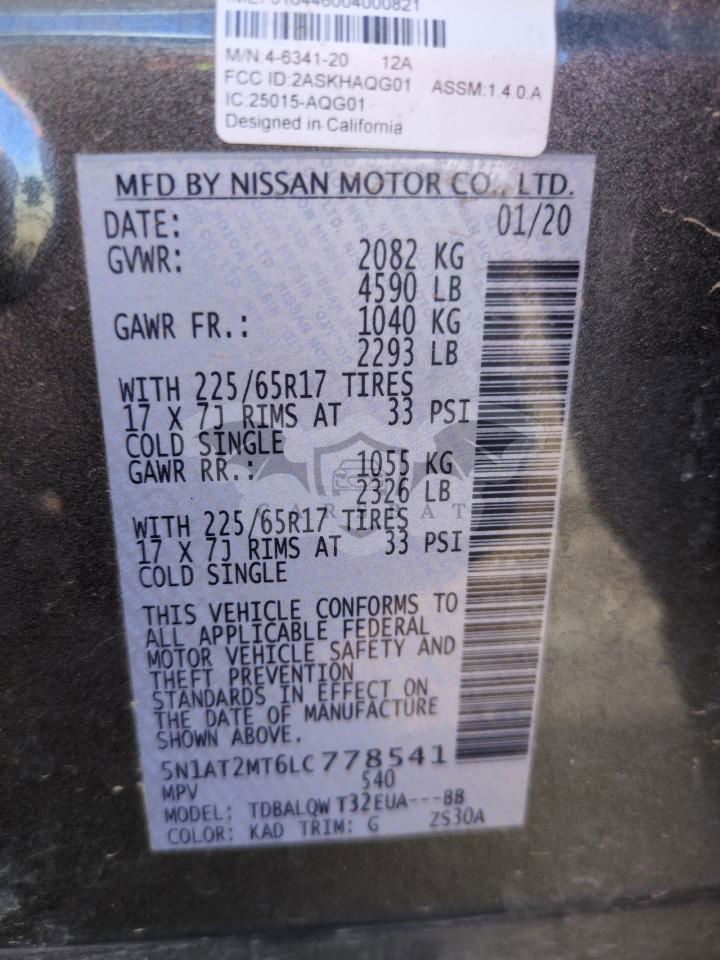 M/N:4-6341-20 12A
FCC ID:2ASKHAQG01 ASSM:1.4.0.A
IC:25015-AQG01
Designed in California
MFD BY NISSAN MOTOR CO., LTD.
DATE: 01/20
GVWR: 2082 KG
4590 LB
GAWR FR.: 1040 KG
2293 LB
WITH 225/65R17 TIRES
17 X 7J RIMS AT 33 PSI
COLD SINGLE
GAWR RR.: 1055 KG
2326 LB
WITH 225/65R17 TIRES
17 X 7J RIMS AT 33 PSI
COLD SINGLE
THIS VEHICLE CONFORMS TO
ALL APPLICABLE FEDERAL
MOTOR VEHICLE SAFETY AND
THEFT PREVENTION
STANDARDS IN EFFECT ON
THE DATE OF MANUFACTURE
SHOWN ABOVE.
5N1AT2MT6LC778541
MPV 540
MODEL: TDBALQW T32EUA---BB
COLOR: KAD TRIM: G ZS30A